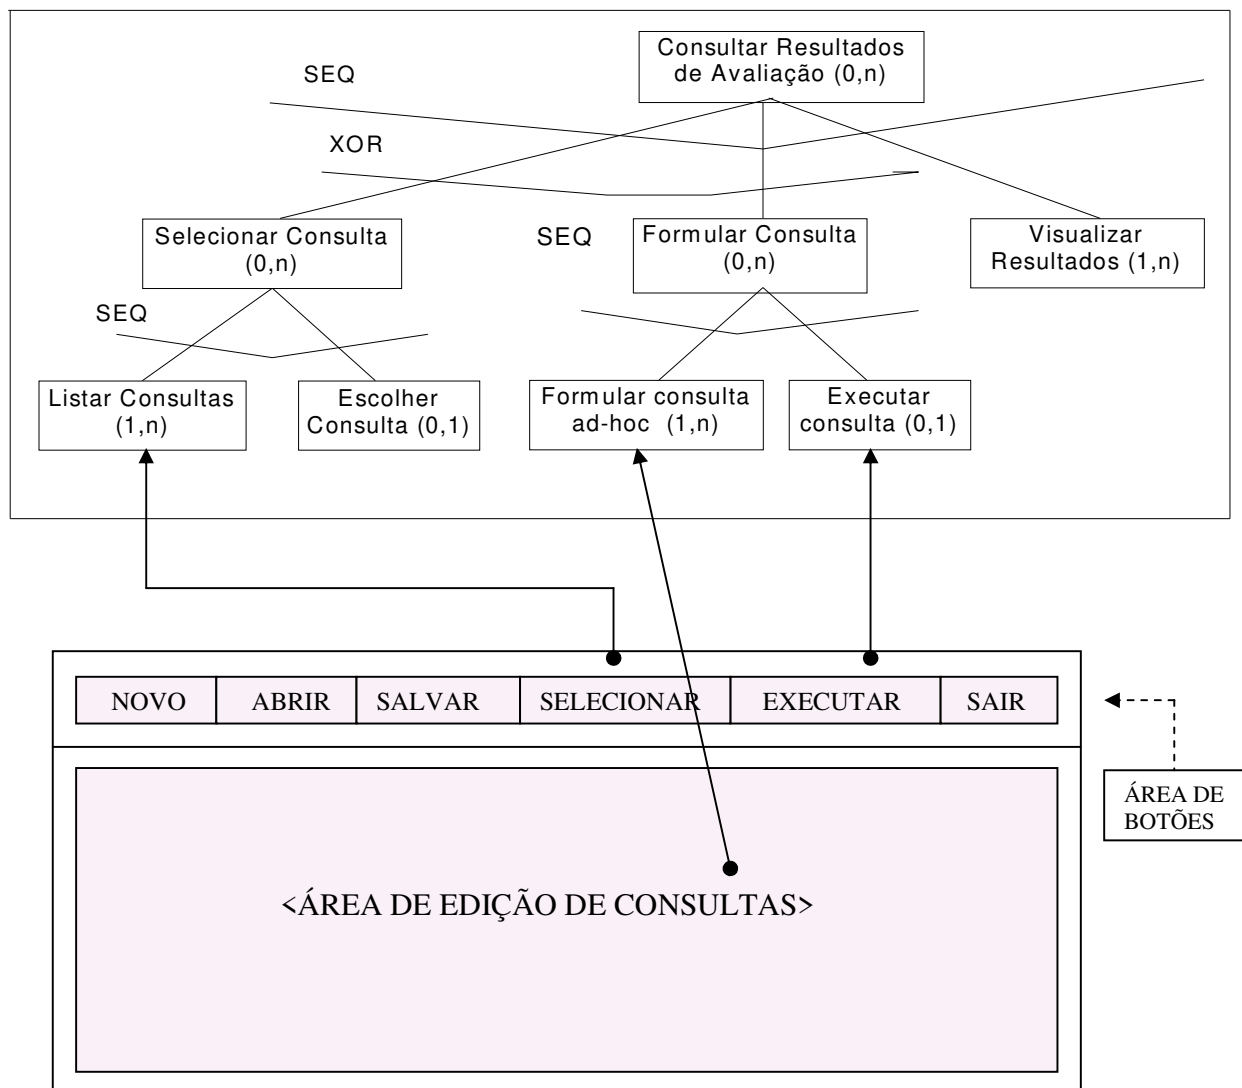 Consultar Resultados
de Avaliação (0,n)
SEQ
XOR
Selecionar Consulta
(0,n)
SEQ
Formular Consulta
(0,n)
Visualizar
Resultados (1,n)
SEQ
Listar Consultas
(1,n)
Escolher
Consulta (0,1)
Formular consulta
ad-hoc (1,n)
Executar
consulta (0,1)
NOVO
ABRIR
SALVAR
SELECIONAR
EXECUTAR
SAIR
ÁREA DE
BOTÕES
<ÁREA DE EDIÇÃO DE CONSULTAS>